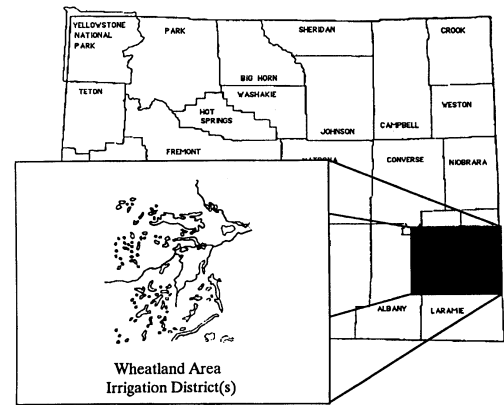 YELLOWSTONE
NATIONAL
PARK
PARK
SHERIDAN
CROOK
BIG HORN
TETON
WASHAKIE
HOT
SPRINGS
WESTON
JOHNSON
CAMPBELL
FREMONT
NATRONA
CONVERSE
NIOBRARA
ALBANY
LARAMIE
Wheatland Area
Irrigation District(s)